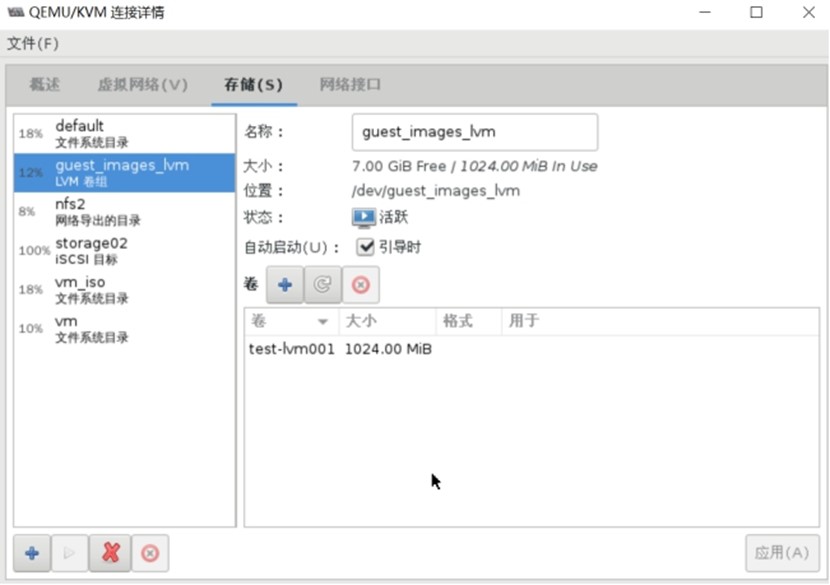 QEMU/KVM 连接详情
文件(F)
概述 虚拟网络(V) 存储(S) 网络接口
18% default
文件系统目录
12% guest_images_lvm
LVM 卷组
8% nfs2
网络导出的目录
100% storage02
iSCSI 目标
18% vm_iso
文件系统目录
10% vm
文件系统目录
名称： guest_images_lvm
大小： 7.00 GiB Free / 1024.00 MiB In Use
位置： /dev/guest_images_lvm
状态： 活跃
自动启动(U)： 引导时
卷
卷 大小 格式 用于
test-lvm001 1024.00 MiB
应用(A)